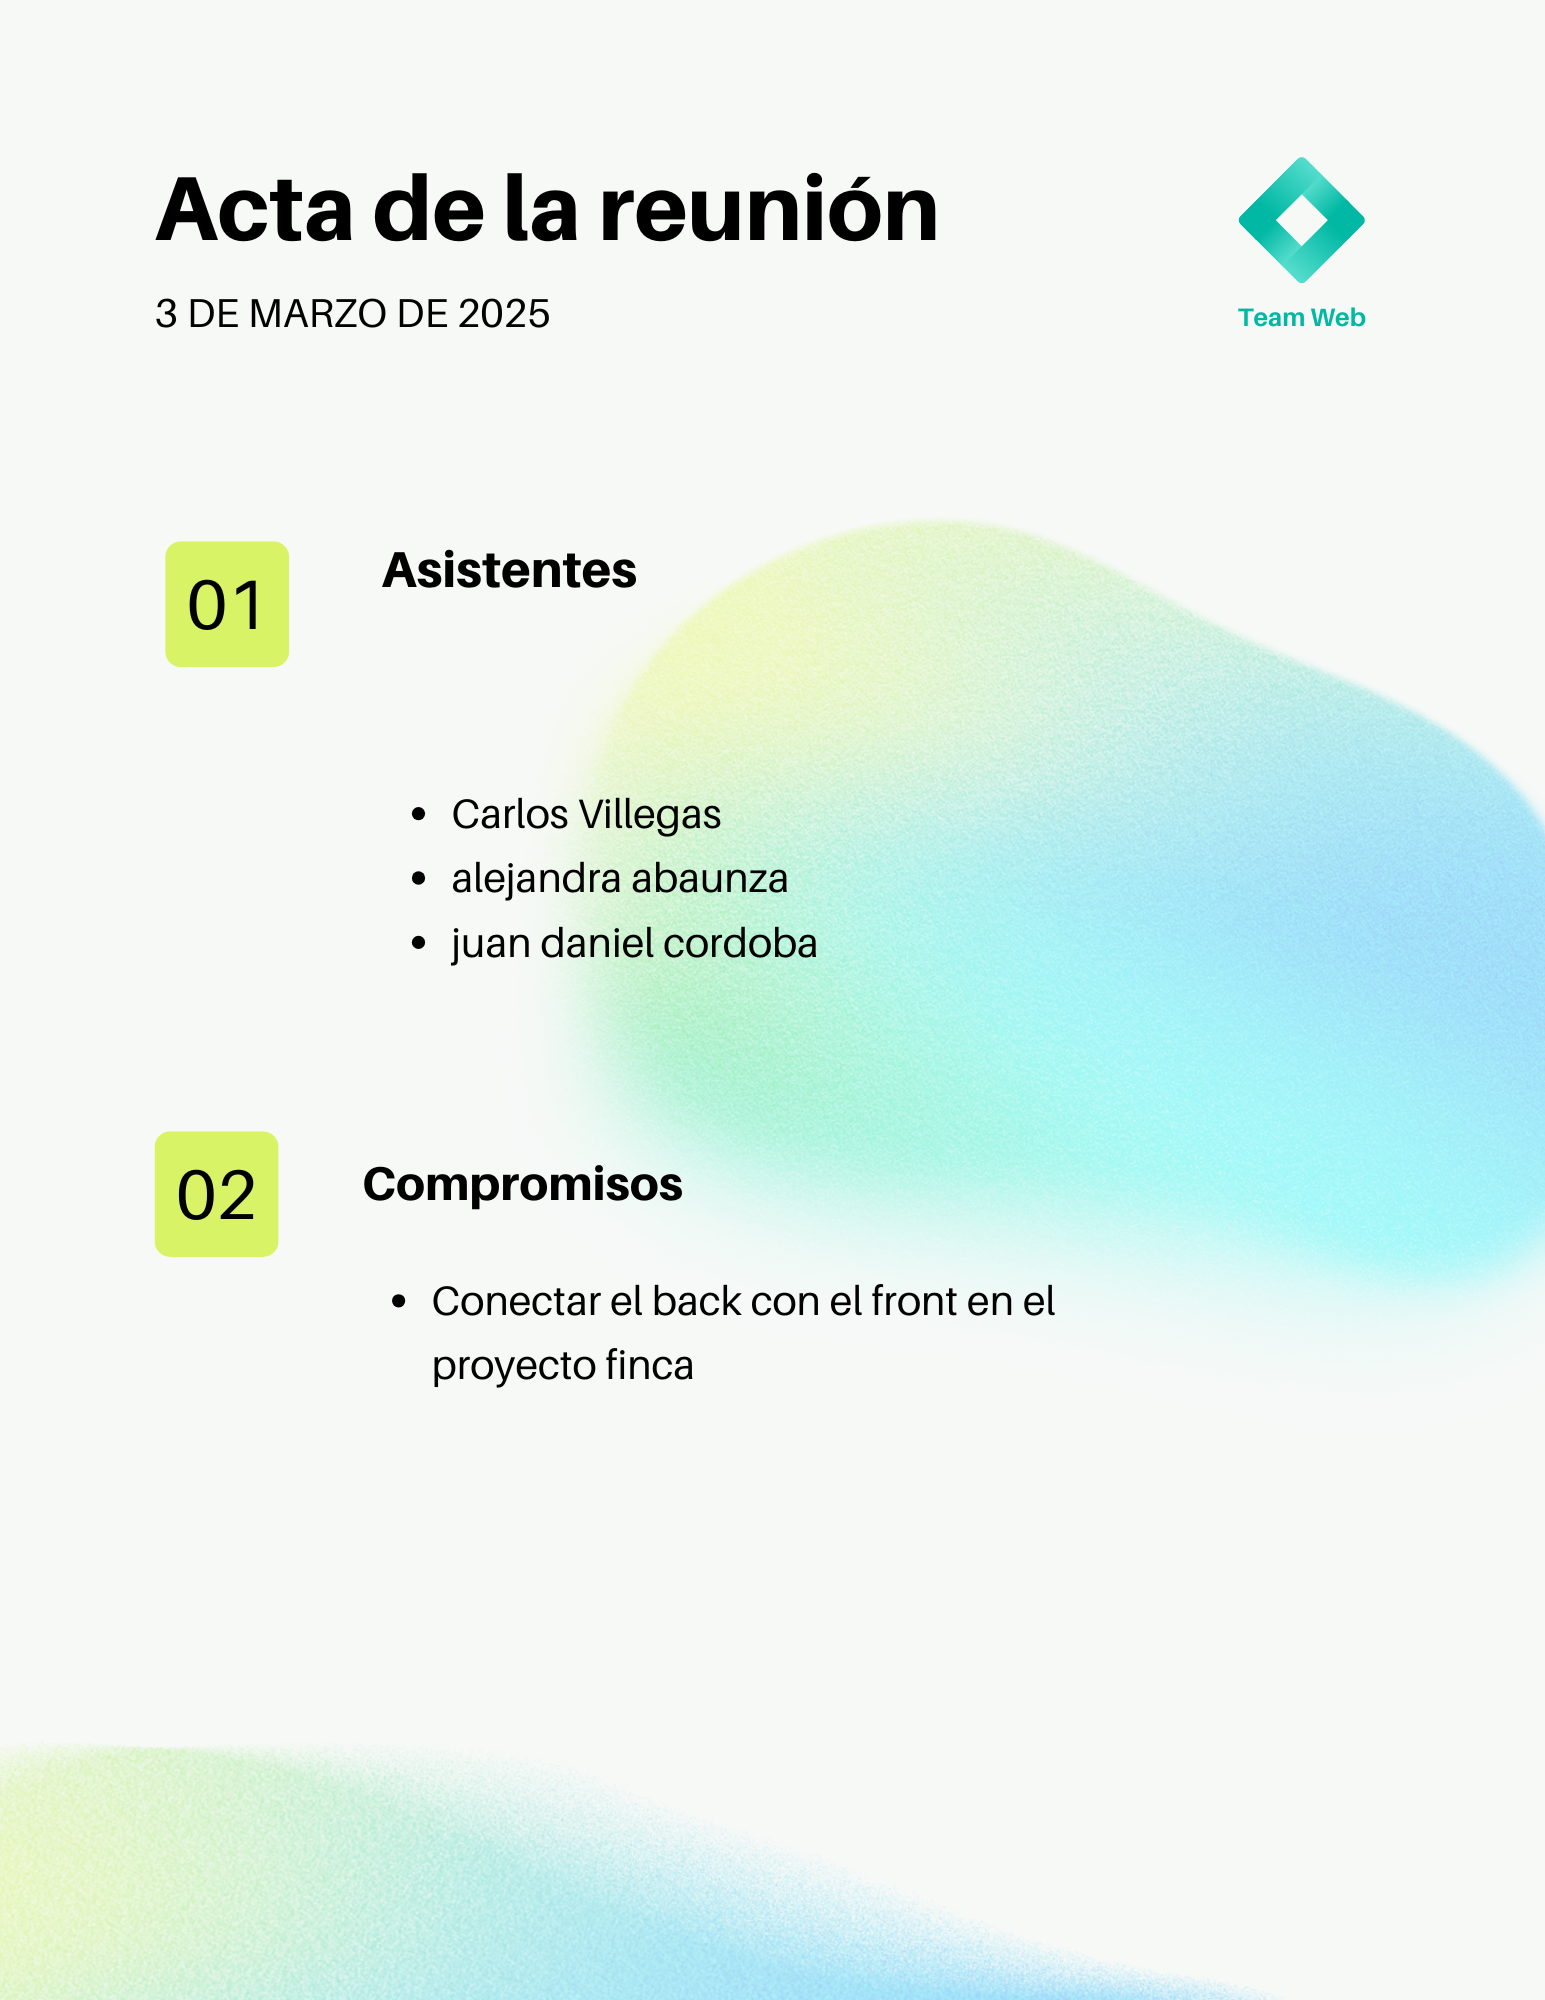 Acta de la reunión
3 DE MARZO DE 2025
Team Web
01
Asistentes
• Carlos Villegas
• alejandra abaunza
• juan daniel cordoba
02
Compromisos
• Conectar el back con el front en el
proyecto finca